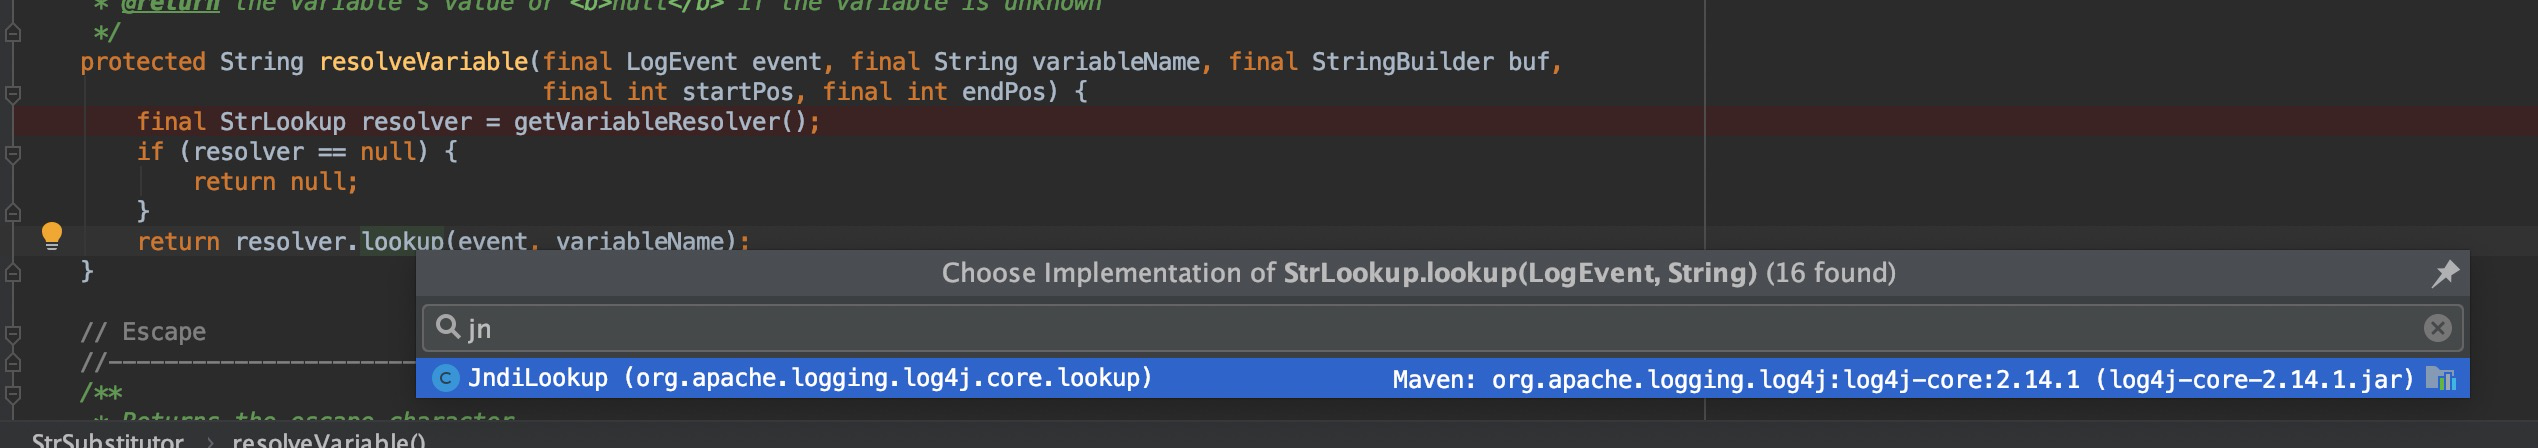 * @return the variable's value or <b>null</b> if the variable is unknown
*/
protected String resolveVariable(final LogEvent event, final String variableName, final StringBuilder buf,
final int startPos, final int endPos) {
final StrLookup resolver = getVariableResolver();
if (resolver == null) {
return null;
}
return resolver.lookup(event, variableName);
}
Choose Implementation of StrLookup.lookup(LogEvent, String) (16 found)
jn
JndiLookup (org.apache.logging.log4j.core.lookup) Maven: org.apache.logging.log4j:log4j-core:2.14.1 (log4j-core-2.14.1.jar)
// Escape
//-----------------------
/**
* Returns the escape character
StrSubstitutor > resolveVariable()